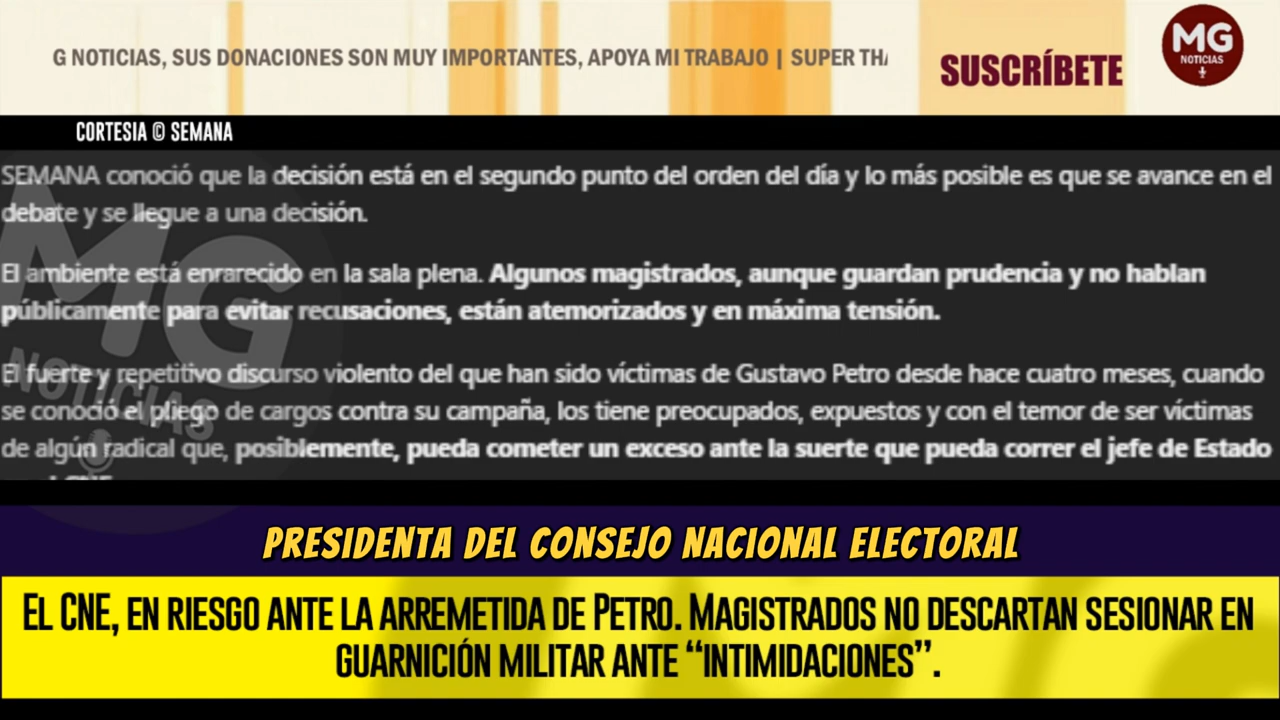 G NOTICIAS, SUS DONACIONES SON MUY IMPORTANTES, APOYA MI TRABAJO | SUPER
SUSCRÍBETE
MG
NOTICIAS
CORTESIA © SEMANA
SEMANA conoció que la decisión está en el segundo punto del orden del día y lo más posible es que se avance en el
debate y se llegue a una decisión.
El ambiente está enrarecido en la sala plena. Algunos magistrados, aunque guardan prudencia y no hablan
públicamente para evitar recusaciones, están atemorizados y en máxima tensión.
El fuerte y repetitivo discurso violento del que han sido víctimas de Gustavo Petro desde hace cuatro meses, cuando
se conoció el pliego de cargos contra su campaña, los tiene preocupados, expuestos y con el temor de ser víctimas
de algún radical que, posiblemente, pueda cometer un exceso ante la suerte que pueda correr el jefe de Estado
MG
NOTICIAS
PRESIDENTA DEL CONSEJO NACIONAL ELECTORAL
EL CNE, EN RIESGO ANTE LA ARREMETIDA DE PETRO. MAGISTRADOS NO DESCARTAN SESIONAR EN
GUARNICIÓN MILITAR ANTE “INTIMIDACIONES”.